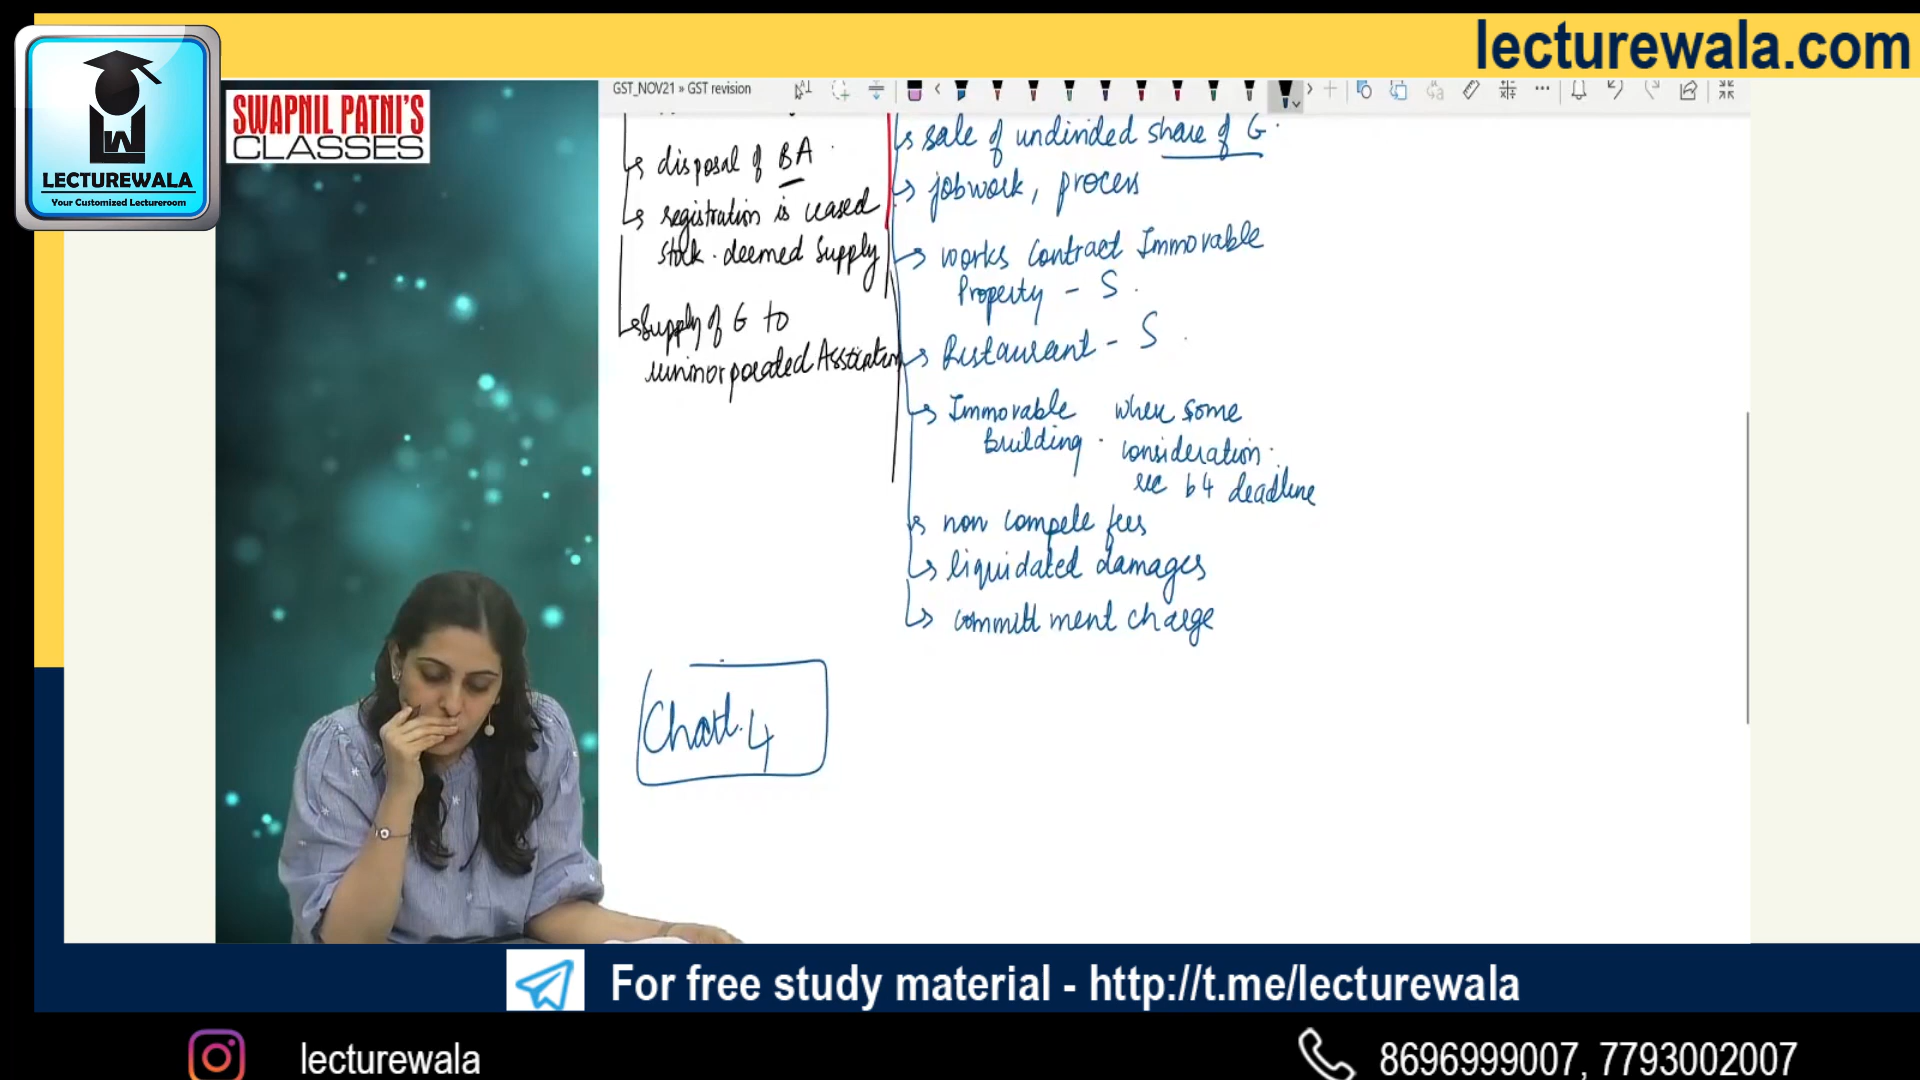 lecturewala.com
LW
LECTUREWALA
Your Customized Lectureroom
SWAPNIL PATNI'S
CLASSES
GST_NOV21 » GST revision
disposal of BA
registration is ceased
stock. deemed supply
supply of G to
unincorporated Association
sale of undivided share of G.
jobwork, process
works contract Immovable
Property - S.
Restaurant - S
Immovable when some
building. consideration.
rec b4 deadline
non compete fees
liquidated damages
committment charge
Chart. 4
For free study material - http://t.me/lecturewala
lecturewala
8696999007, 7793002007